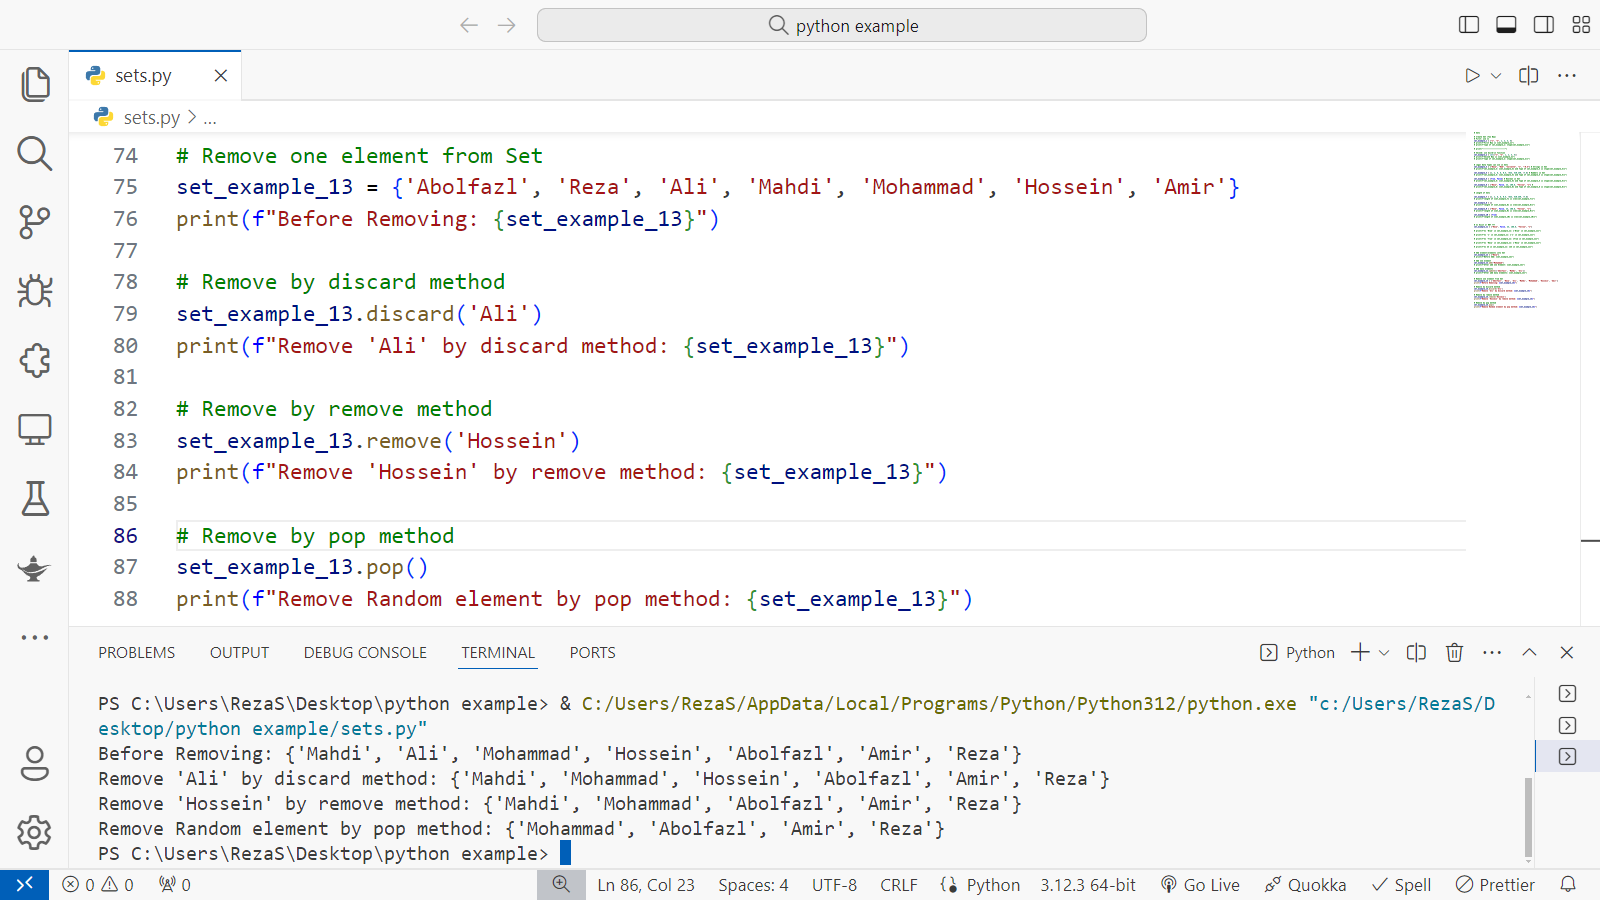 python example
sets.py
sets.py > ...
74 # Remove one element from Set
75 set_example_13 = {'Abolfazl', 'Reza', 'Ali', 'Mahdi', 'Mohammad', 'Hossein', 'Amir'}
76 print(f"Before Removing: {set_example_13}")
77
78 # Remove by discard method
79 set_example_13.discard('Ali')
80 print(f"Remove 'Ali' by discard method: {set_example_13}")
81
82 # Remove by remove method
83 set_example_13.remove('Hossein')
84 print(f"Remove 'Hossein' by remove method: {set_example_13}")
85
86 # Remove by pop method
87 set_example_13.pop()
88 print(f"Remove Random element by pop method: {set_example_13}")
PROBLEMS OUTPUT DEBUG CONSOLE TERMINAL PORTS Python
PS C:\Users\RezaS\Desktop\python example> & C:/Users/RezaS/AppData/Local/Programs/Python/Python312/python.exe "c:/Users/RezaS/D
esktop/python example/sets.py"
Before Removing: {'Mahdi', 'Ali', 'Mohammad', 'Hossein', 'Abolfazl', 'Amir', 'Reza'}
Remove 'Ali' by discard method: {'Mahdi', 'Mohammad', 'Hossein', 'Abolfazl', 'Amir', 'Reza'}
Remove 'Hossein' by remove method: {'Mahdi', 'Mohammad', 'Abolfazl', 'Amir', 'Reza'}
Remove Random element by pop method: {'Mohammad', 'Abolfazl', 'Amir', 'Reza'}
PS C:\Users\RezaS\Desktop\python example>
0 0 0 Ln 86, Col 23 Spaces: 4 UTF-8 CRLF Python 3.12.3 64-bit Go Live Quokka Spell Prettier